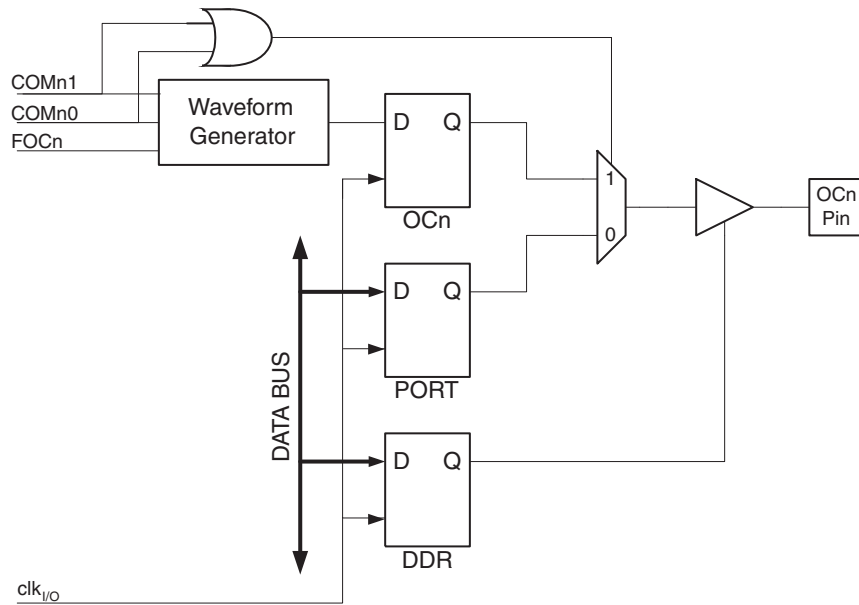 COMn1
COMn0
FOCn
Waveform
Generator
D Q
OCn
1
0
OCn
Pin
D Q
PORT
DATA BUS
D Q
DDR
clkI/O